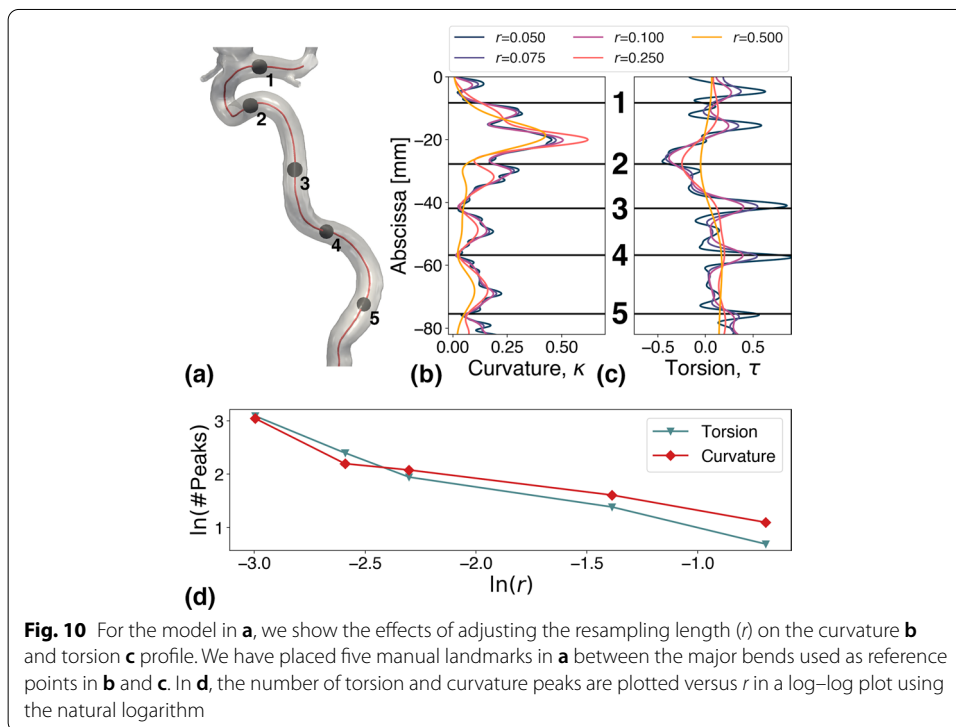 r=0.050 r=0.100 r=0.500
r=0.075 r=0.250
1
2
3
4
5
(a)
Abscissa [mm]
0
−20
−40
−60
−80
0.00 0.25 0.50
Curvature, κ
(b)
1
2
3
4
5
−0.5 0.0 0.5
Torsion, τ
(c)
ln(#Peaks)
3
2
1
Torsion
Curvature
−3.0 −2.5 −2.0 −1.5 −1.0
ln(r)
(d)
Fig. 10 For the model in a, we show the effects of adjusting the resampling length (r) on the curvature b
and torsion c profile. We have placed five manual landmarks in a between the major bends used as reference
points in b and c. In d, the number of torsion and curvature peaks are plotted versus r in a log–log plot using
the natural logarithm